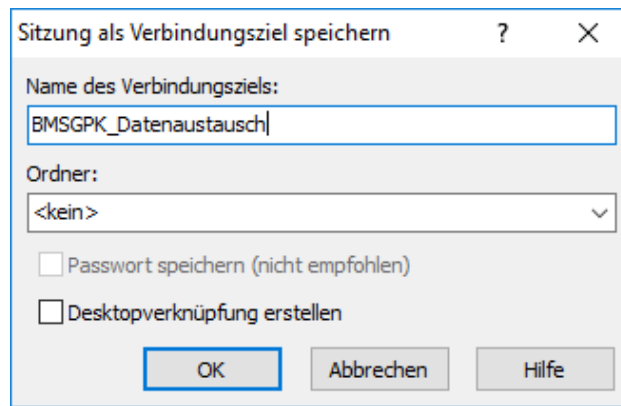 Sitzung als Verbindungsziel speichern ?
Name des Verbindungsziels:
BMSGPK_Datenaustausch
Ordner:
<kein>
Passwort speichern (nicht empfohlen)
Desktopverknüpfung erstellen
OK Abbrechen Hilfe